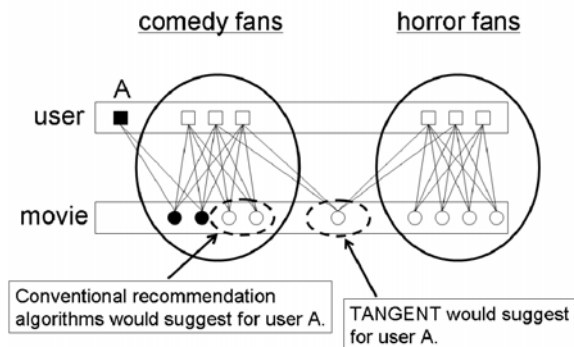 comedy fans
horror fans
A
user
movie
Conventional recommendation
algorithms would suggest for user A.
TANGENT would suggest
for user A.